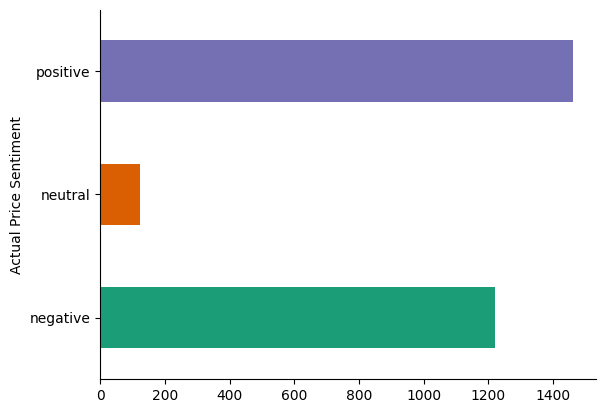 Actual Price Sentiment
positive
neutral
negative
0 200 400 600 800 1000 1200 1400